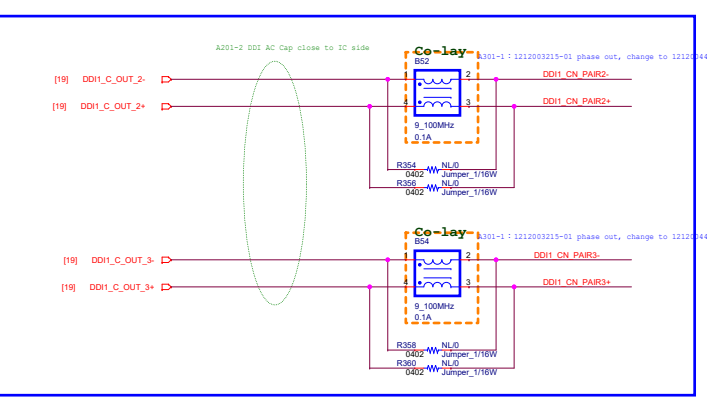 A201-2 DDI AC Cap close to IC side
Co-lay
B52
A301-1：1212003215-01 phase out, change to 12120044
[19] DDI1_C_OUT_2-
1
2
DDI1_CN_PAIR2-
[19] DDI1_C_OUT_2+
4
3
DDI1_CN_PAIR2+
9_100MHz
0.1A
R354
NL/0
0402
Jumper_1/16W
R356
NL/0
0402
Jumper_1/16W
Co-lay
B54
A301-1：1212003215-01 phase out, change to 12120044
[19] DDI1_C_OUT_3-
1
2
DDI1_CN_PAIR3-
[19] DDI1_C_OUT_3+
4
3
DDI1_CN_PAIR3+
9_100MHz
0.1A
R358
NL/0
0402
Jumper_1/16W
R360
NL/0
0402
Jumper_1/16W